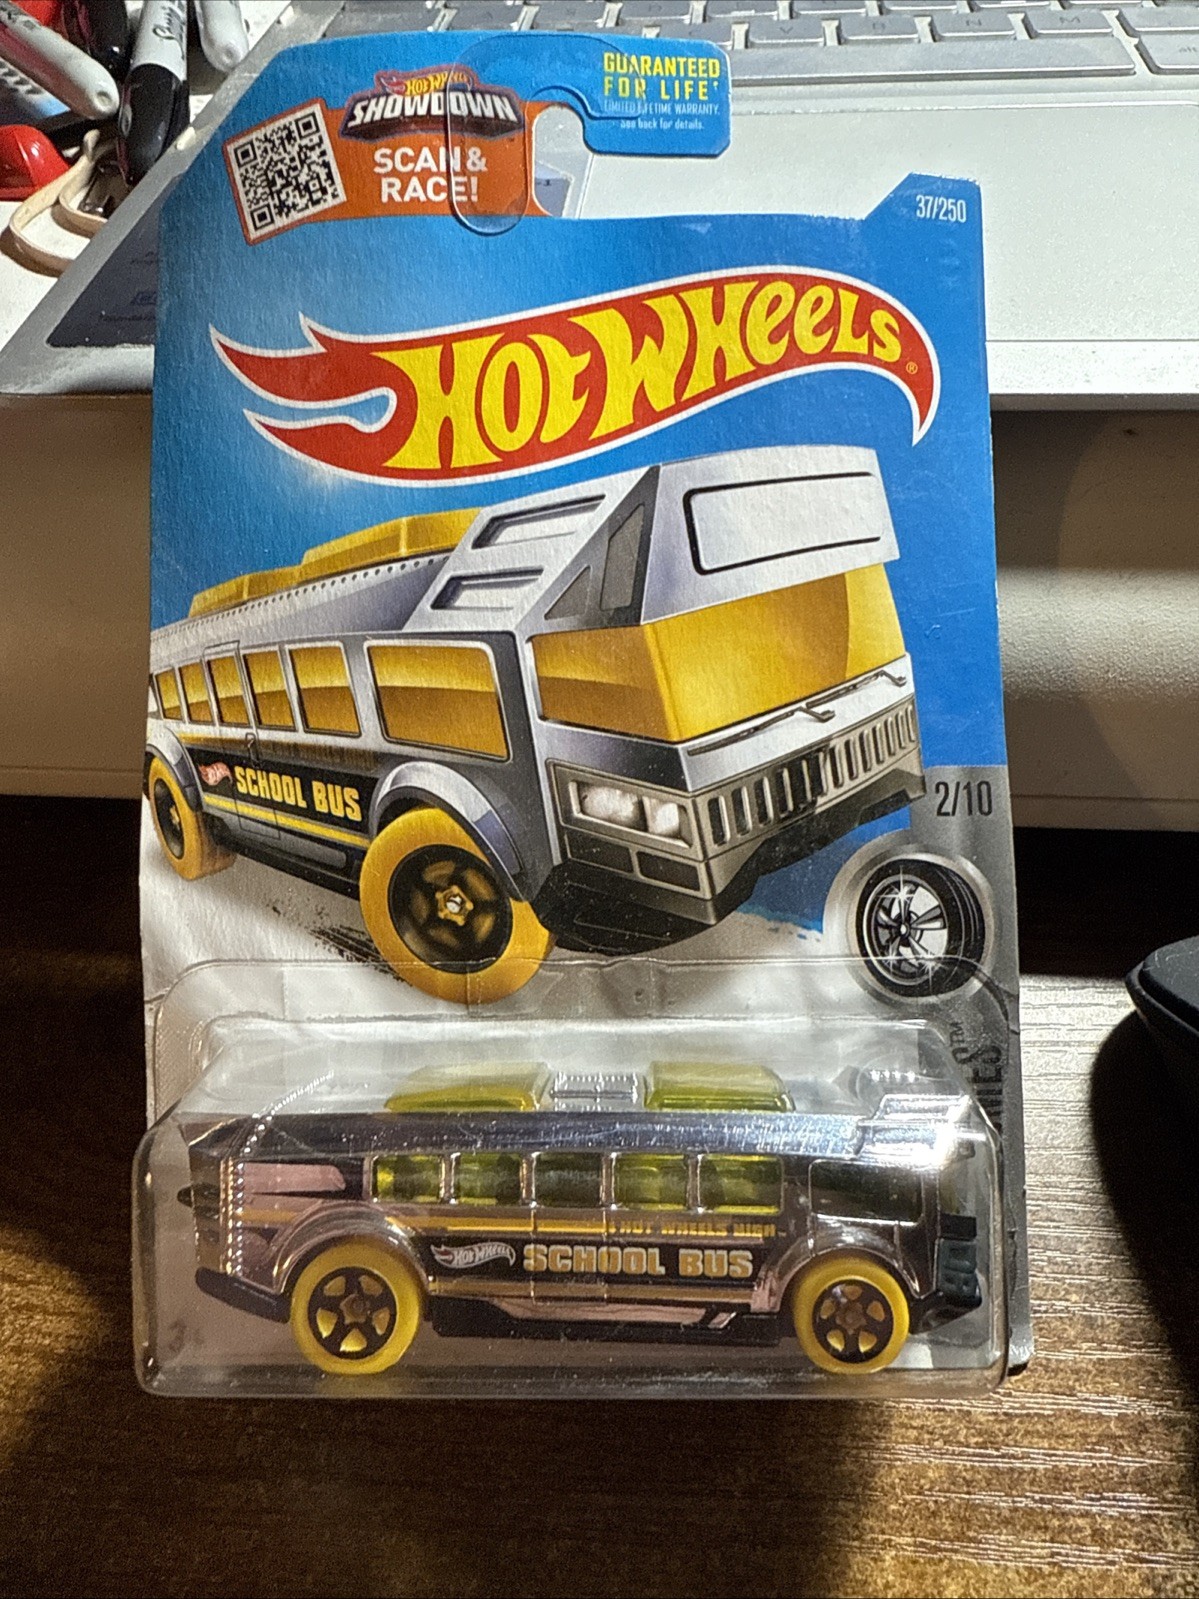 GUARANTEED
FOR LIFE†
LIMITED LIFETIME WARRANTY.
See back for details.
HOT WHEELS
SHOWDOWN
SCAN &
RACE!
37/250
HOT WHEELS®
SCHOOL BUS
2/10
HOT WHEELS HIGH
HOT WHEELS
SCHOOL BUS